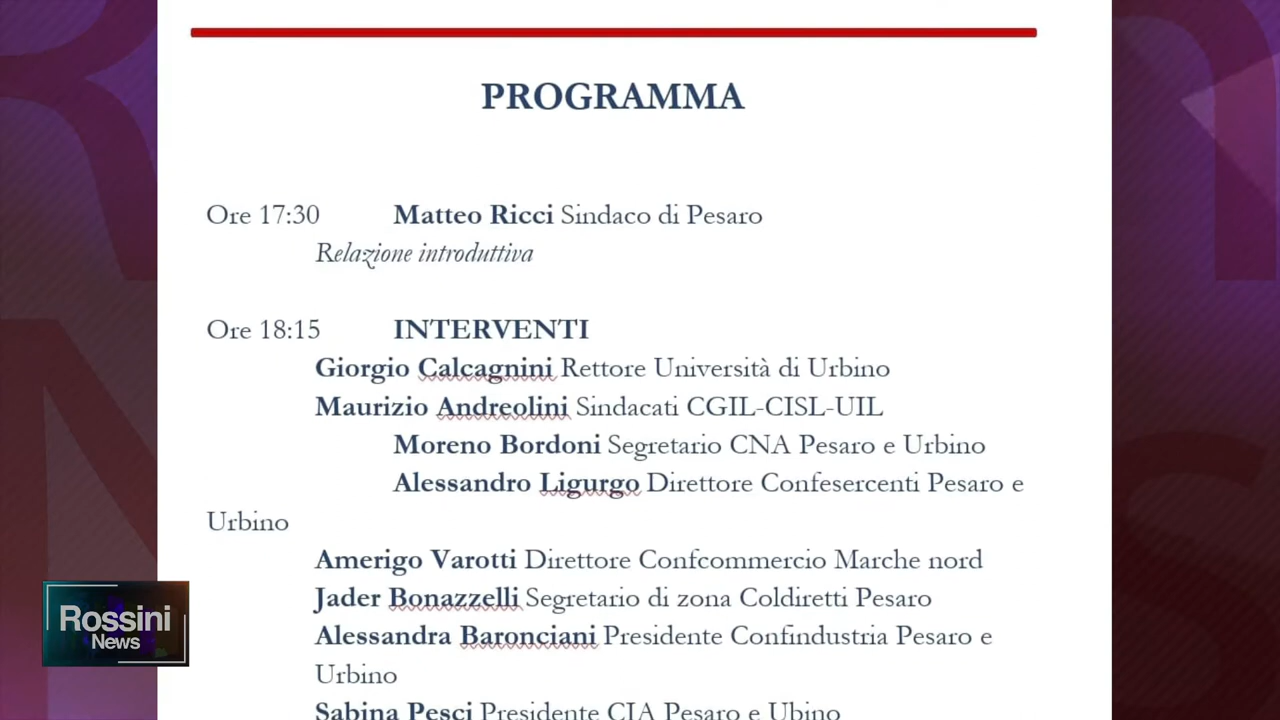 PROGRAMMA
Ore 17:30 Matteo Ricci Sindaco di Pesaro
Relazione introduttiva
Ore 18:15 INTERVENTI
Giorgio Calcagnini Rettore Università di Urbino
Maurizio Andreolini Sindacati CGIL-CISL-UIL
Moreno Bordoni Segretario CNA Pesaro e Urbino
Alessandro Ligurgo Direttore Confesercenti Pesaro e
Urbino
Amerigo Varotti Direttore Confcommercio Marche nord
Jader Bonazzelli Segretario di zona Coldiretti Pesaro
Alessandra Baronciani Presidente Confindustria Pesaro e
Urbino
Sabina Pesci Presidente CIA Pesaro e Ubino
Rossini
News